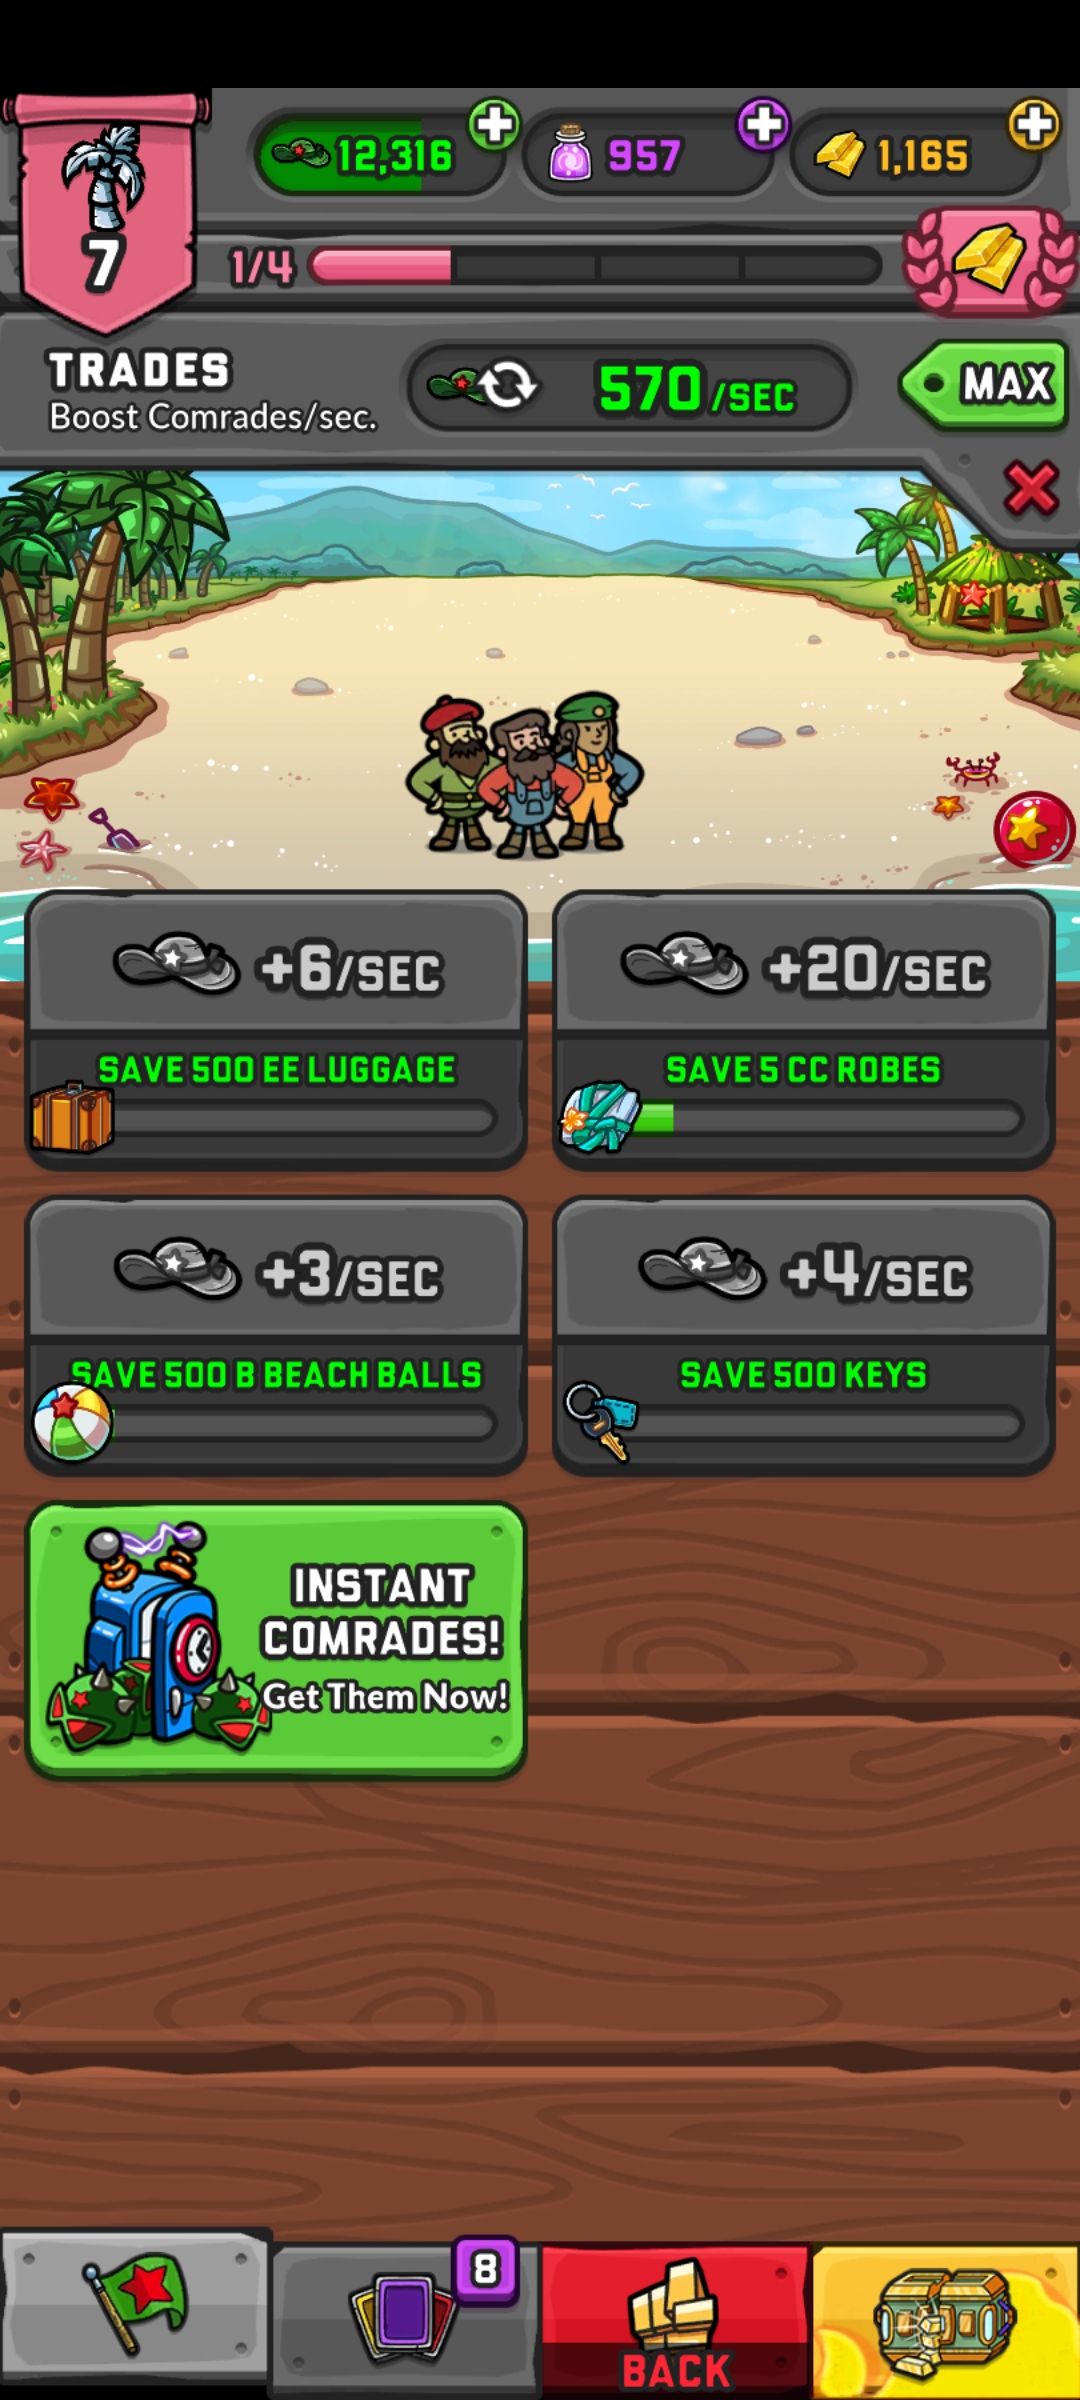 12,316
957
1,165
7
1/4
TRADES
Boost Comrades/sec.
570/SEC
MAX
+6/SEC
+20/SEC
SAVE 500 EE LUGGAGE
SAVE 5 CC ROBES
+3/SEC
+4/SEC
SAVE 500 B BEACH BALLS
SAVE 500 KEYS
INSTANT
COMRADES!
Get Them Now!
8
BACK